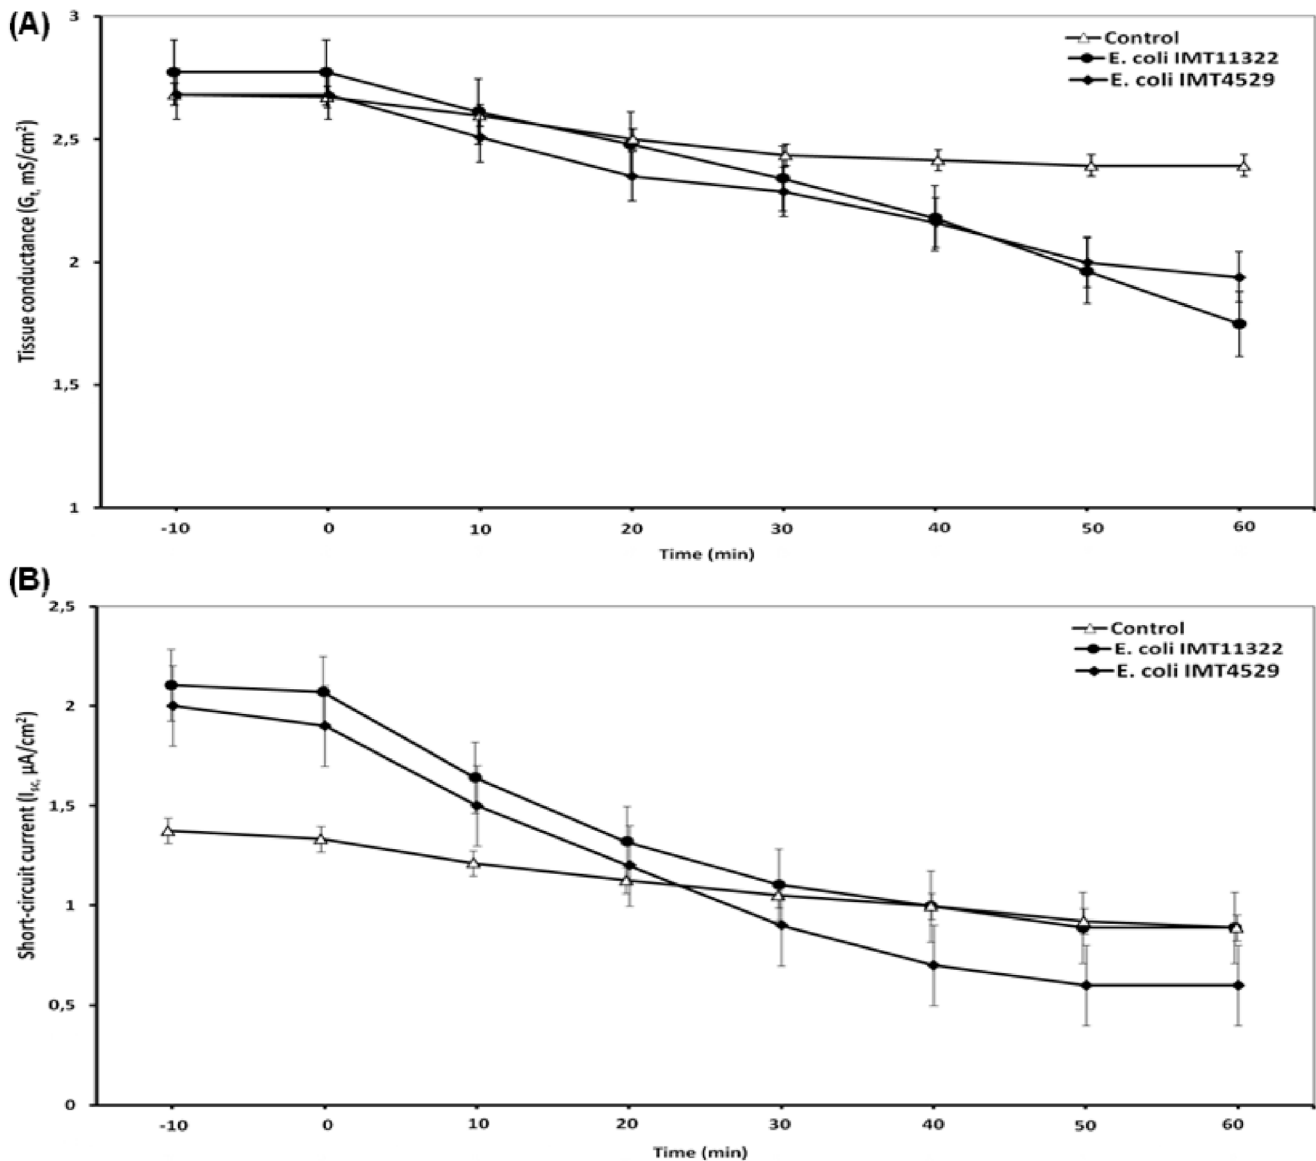 (A)
3
2,5
2
1,5
1
Tissue conductance (Gt, mS/cm²)
Control
E. coli IMT11322
E. coli IMT4529
-10 0 10 20 30 40 50 60
Time (min)
(B)
2,5
2
1,5
1
0,5
0
Short-circuit current (Isc, µA/cm²)
Control
E. coli IMT11322
E. coli IMT4529
-10 0 10 20 30 40 50 60
Time (min)